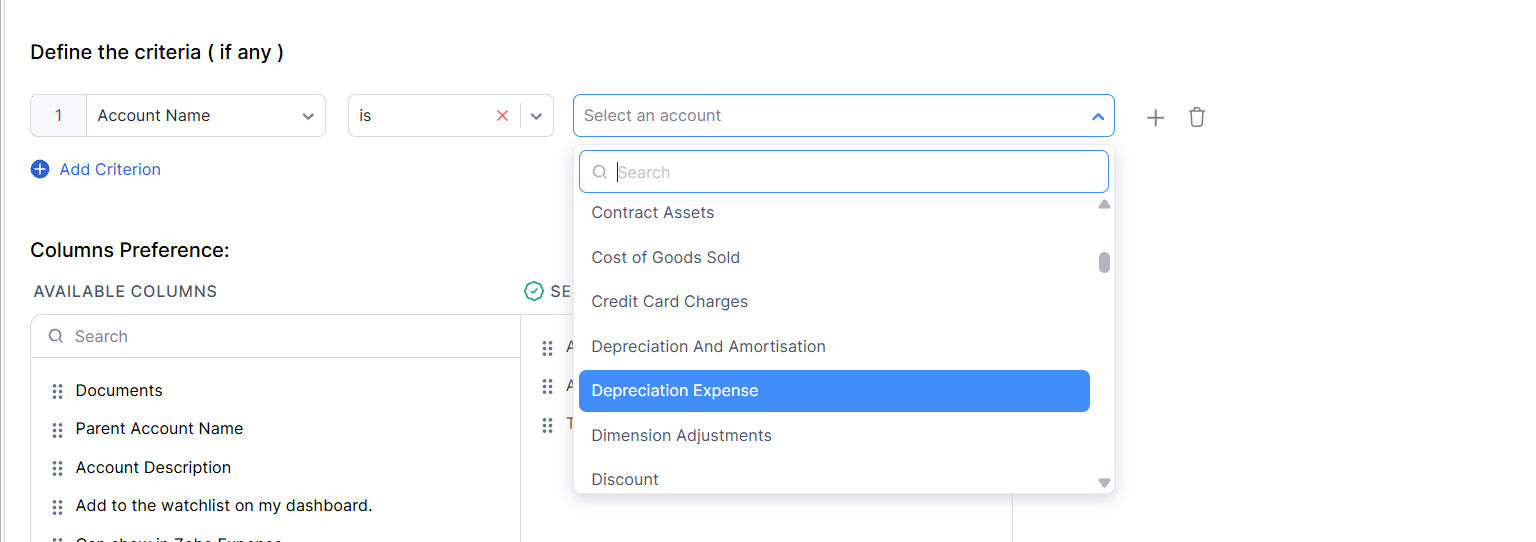 Define the criteria ( if any )
1 Account Name is Select an account
Add Criterion
Search
Contract Assets
Cost of Goods Sold
Credit Card Charges
Depreciation And Amortisation
Depreciation Expense
Dimension Adjustments
Discount
Columns Preference:
AVAILABLE COLUMNS
SE
Search
Documents
Parent Account Name
Account Description
Add to the watchlist on my dashboard.
A
A
T